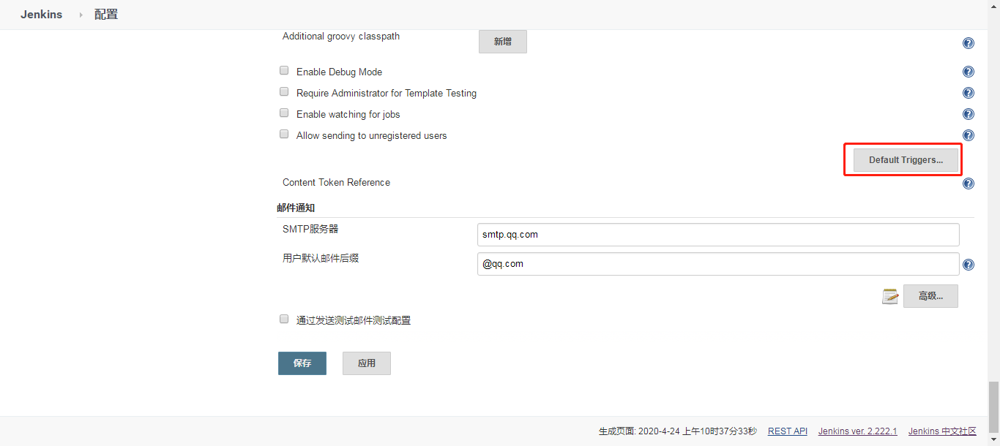 Jenkins 配置
Additional groovy classpath 新增
Enable Debug Mode
Require Administrator for Template Testing
Enable watching for jobs
Allow sending to unregistered users
Default Triggers...
Content Token Reference
邮件通知
SMTP服务器 smtp.qq.com
用户默认邮件后缀 @qq.com
高级...
通过发送测试邮件测试配置
保存 应用
生成页面: 2020-4-24 上午10时37分33秒 REST API Jenkins ver. 2.222.1 Jenkins 中文社区